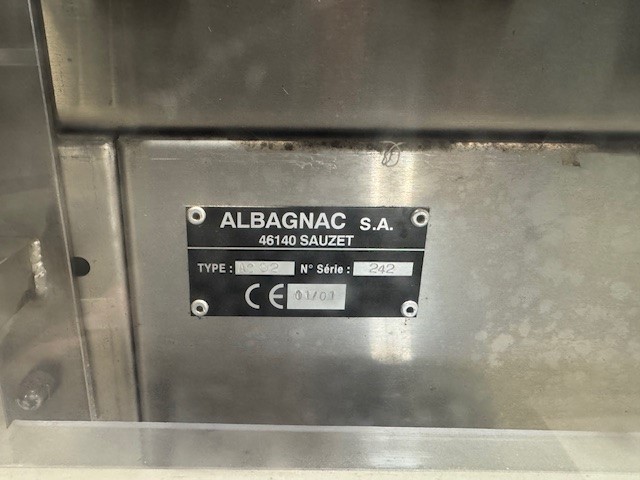 ALBAGNAC S.A.
46140 SAUZET
TYPE : N° Série : 242
CE